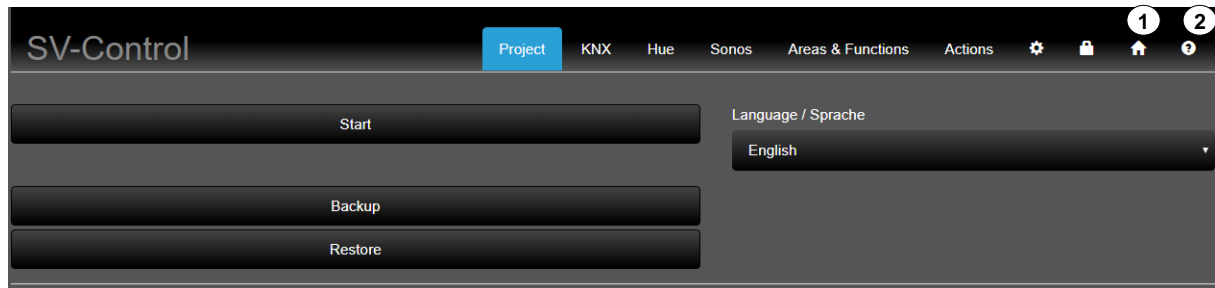 1 2
SV-Control Project KNX Hue Sonos Areas & Functions Actions ?
Start
Language / Sprache
English
Backup
Restore